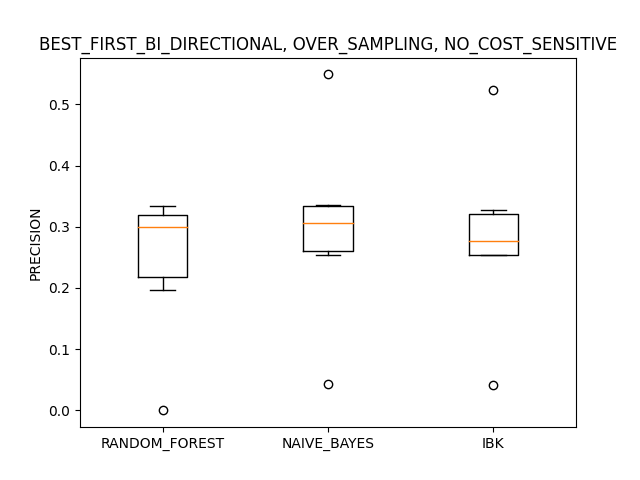 BEST_FIRST_BI_DIRECTIONAL, OVER_SAMPLING, NO_COST_SENSITIVE
PRECISION
0.5
0.4
0.3
0.2
0.1
0.0
RANDOM_FOREST
NAIVE_BAYES
IBK